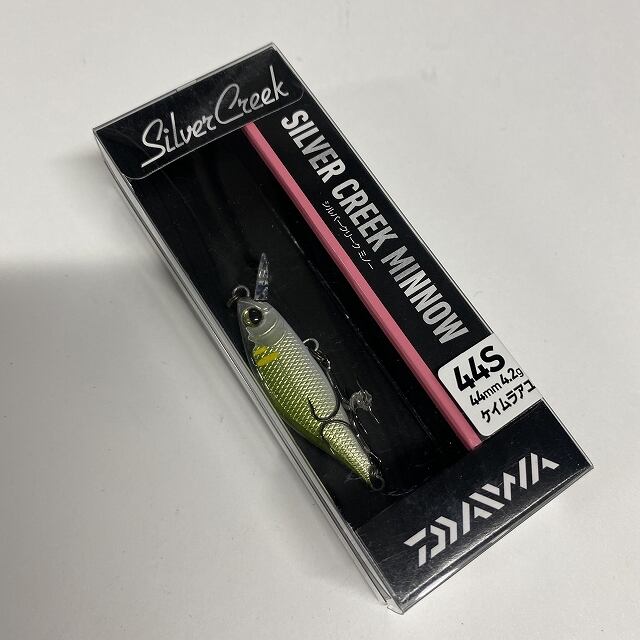 Silver Creek
SILVER CREEK MINNOW
シルバークリーク ミノー
44S
44mm 4.2g
ケイムラアユ
DAIWA